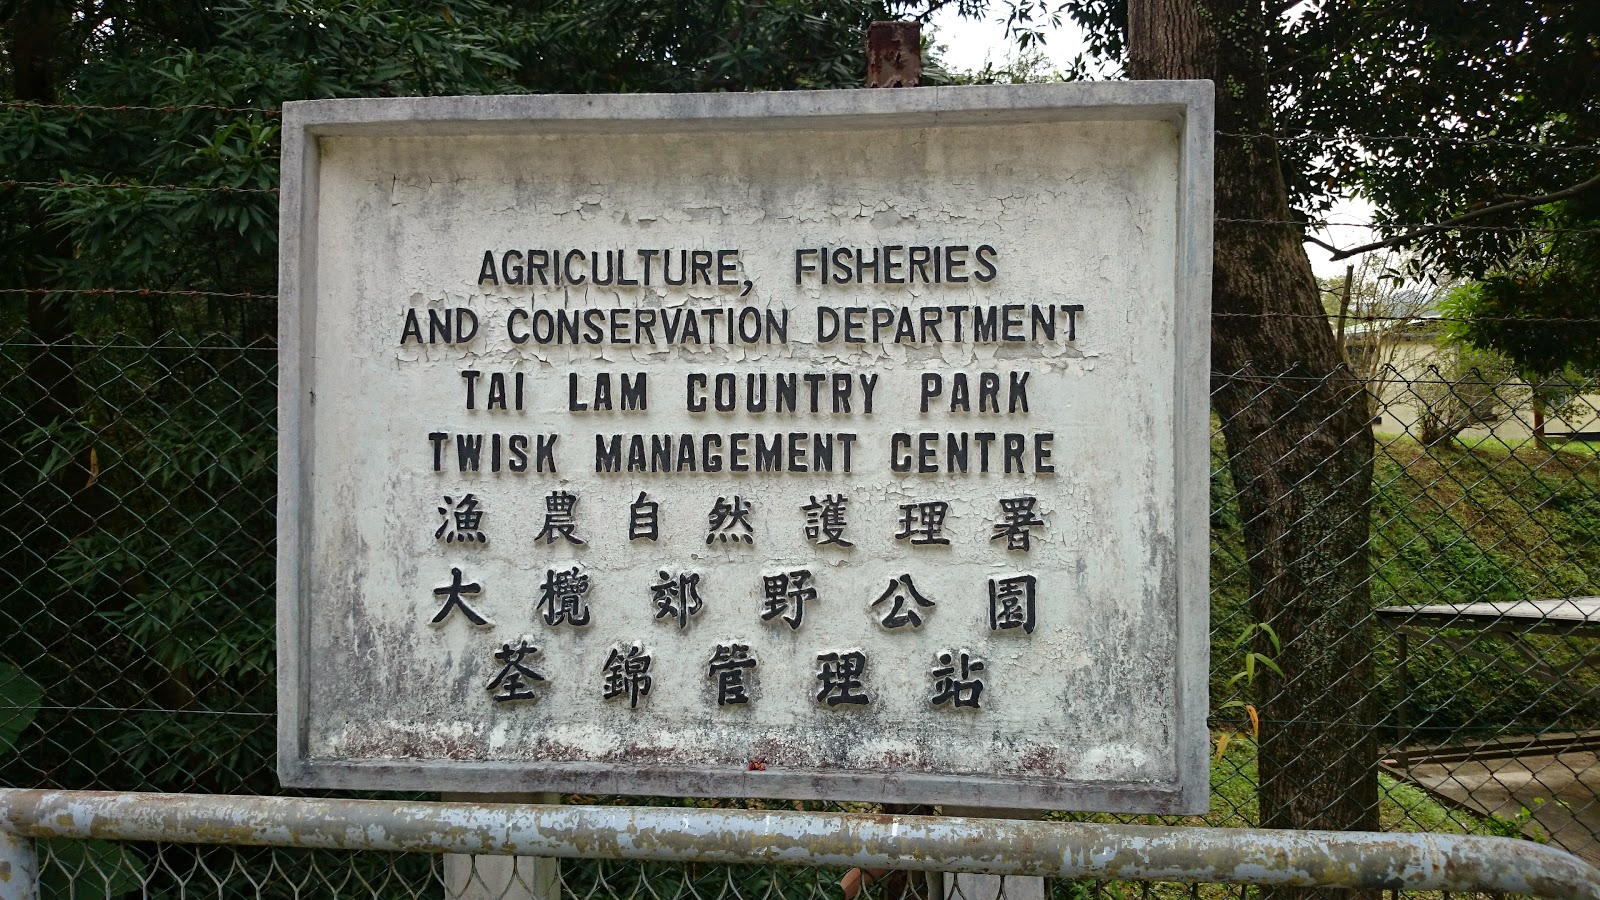 AGRICULTURE, FISHERIES
AND CONSERVATION DEPARTMENT
TAI LAM COUNTRY PARK
TWISK MANAGEMENT CENTRE
漁農自然護理署
大欖郊野公園
荃錦管理站